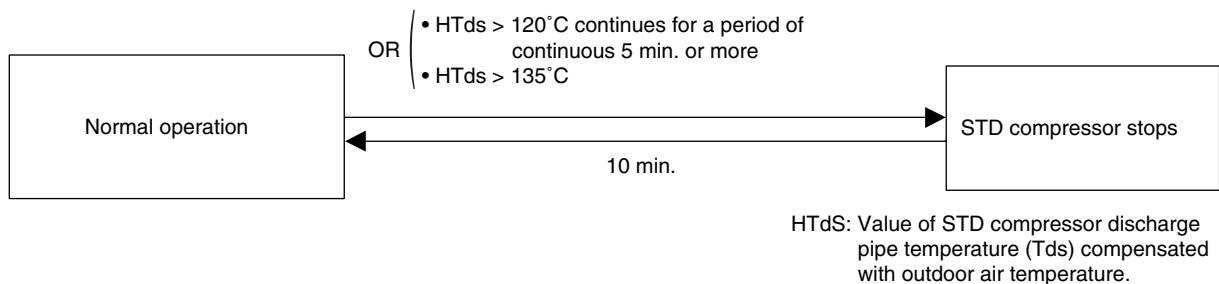 • HTds > 120˚C continues for a period of
continuous 5 min. or more
OR
• HTds > 135˚C
Normal operation
STD compressor stops
10 min.
HTdS: Value of STD compressor discharge
pipe temperature (Tds) compensated
with outdoor air temperature.